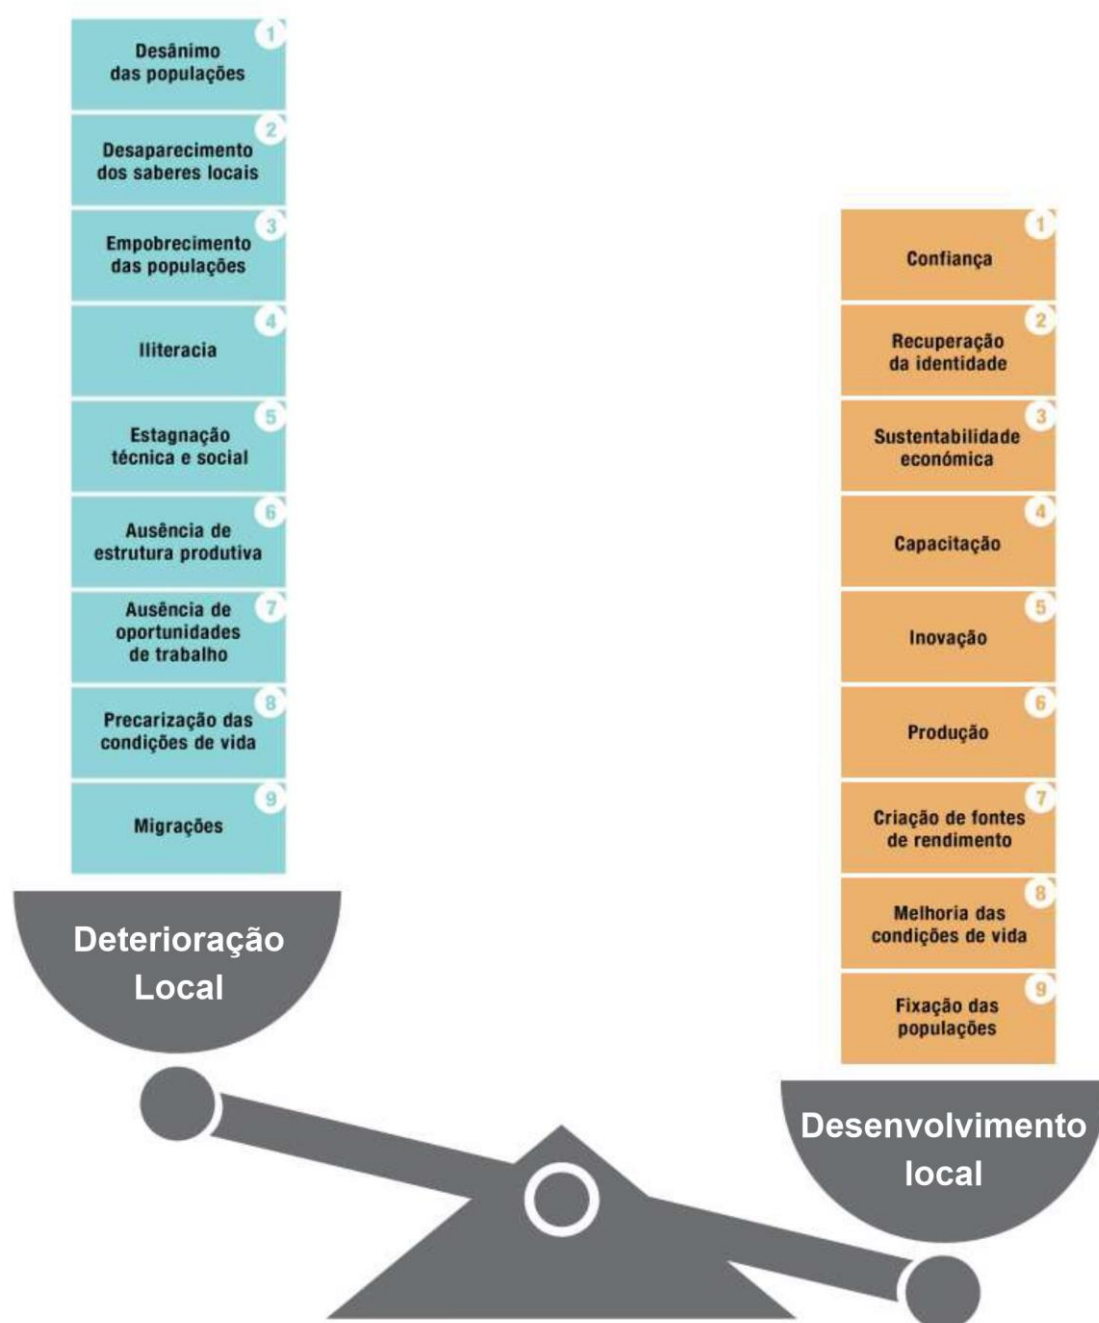 1
Desânimo
das populações
2
Desaparecimento
dos saberes locais
3
Empobrecimento
das populações
4
Iliteracia
5
Estagnação
técnica e social
6
Ausência de
estrutura produtiva
7
Ausência de
oportunidades
de trabalho
8
Precarização das
condições de vida
9
Migrações
Deterioração
Local
1
Confiança
2
Recuperação
da identidade
3
Sustentabilidade
económica
4
Capacitação
5
Inovação
6
Produção
7
Criação de fontes
de rendimento
8
Melhoria das
condições de vida
9
Fixação das
populações
Desenvolvimento
local